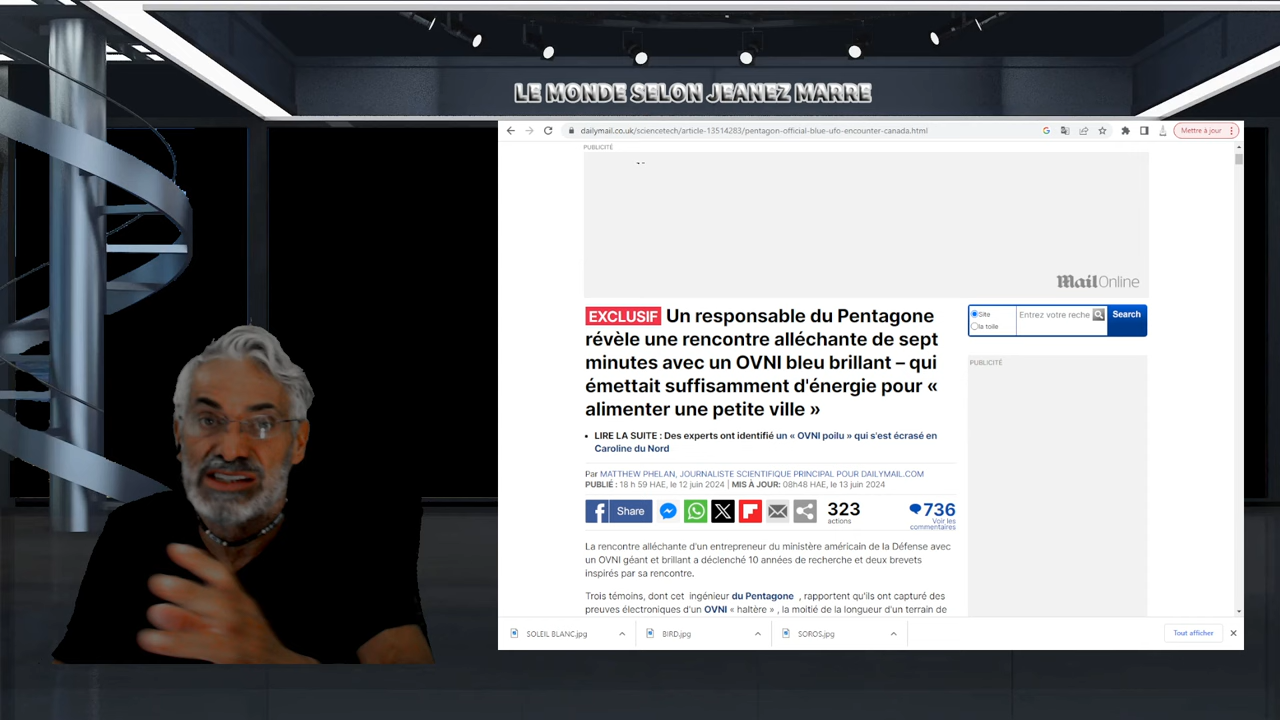 LE MONDE SELON JEANEZ MARRE
dailymail.co.uk/sciencetech/article-13514283/pentagon-official-blue-ufo-encounter-canada.html
Mettre à jour
PUBLICITÉ
Mail Online
EXCLUSIF Un responsable du Pentagone
révèle une rencontre alléchante de sept
minutes avec un OVNI bleu brillant – qui
émettait suffisamment d'énergie pour «
alimenter une petite ville »
Site
la toile
Entrez votre reche
Search
PUBLICITÉ
• LIRE LA SUITE : Des experts ont identifié un « OVNI poilu » qui s'est écrasé en
Caroline du Nord
Par MATTHEW PHELAN, JOURNALISTE SCIENTIFIQUE PRINCIPAL POUR DAILYMAIL.COM
PUBLIÉ : 18 h 59 HAE, le 12 juin 2024 | MIS À JOUR: 08h48 HAE, le 13 juin 2024
Share
323
actions
736
Voir les
commentaires
La rencontre alléchante d'un entrepreneur du ministère américain de la Défense avec
un OVNI géant et brillant a déclenché 10 années de recherche et deux brevets
inspirés par sa rencontre.
Trois témoins, dont cet ingénieur du Pentagone , rapportent qu'ils ont capturé des
preuves électroniques d'un OVNI « haltère » , la moitié de la longueur d'un terrain de
SOLEIL BLANC.jpg
BIRD.jpg
SOROS.jpg
Tout afficher